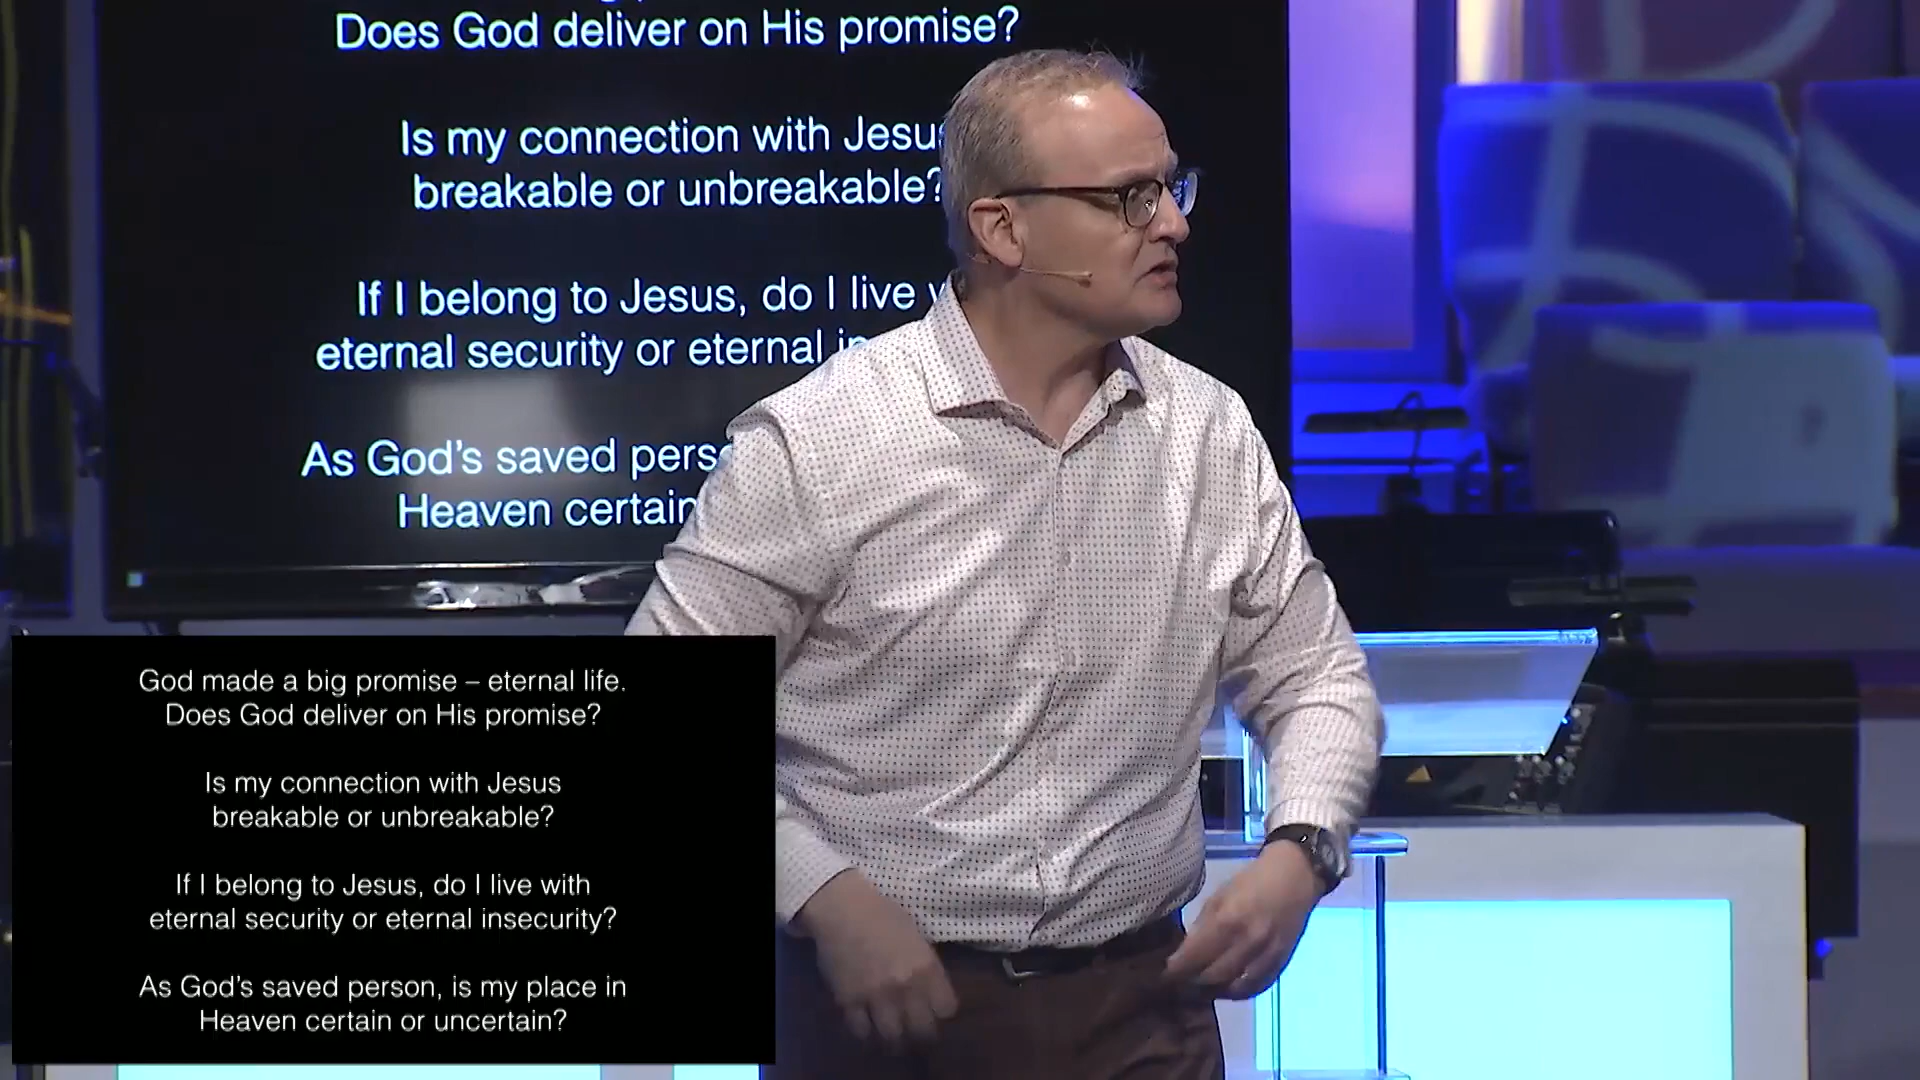 Does God deliver on His promise?
Is my connection with Jesus
breakable or unbreakable?
If I belong to Jesus, do I live
eternal security or eternal
As God's saved
Heaven certain
God made a big promise – eternal life.
Does God deliver on His promise?
Is my connection with Jesus
breakable or unbreakable?
If I belong to Jesus, do I live with
eternal security or eternal insecurity?
As God's saved person, is my place in
Heaven certain or uncertain?